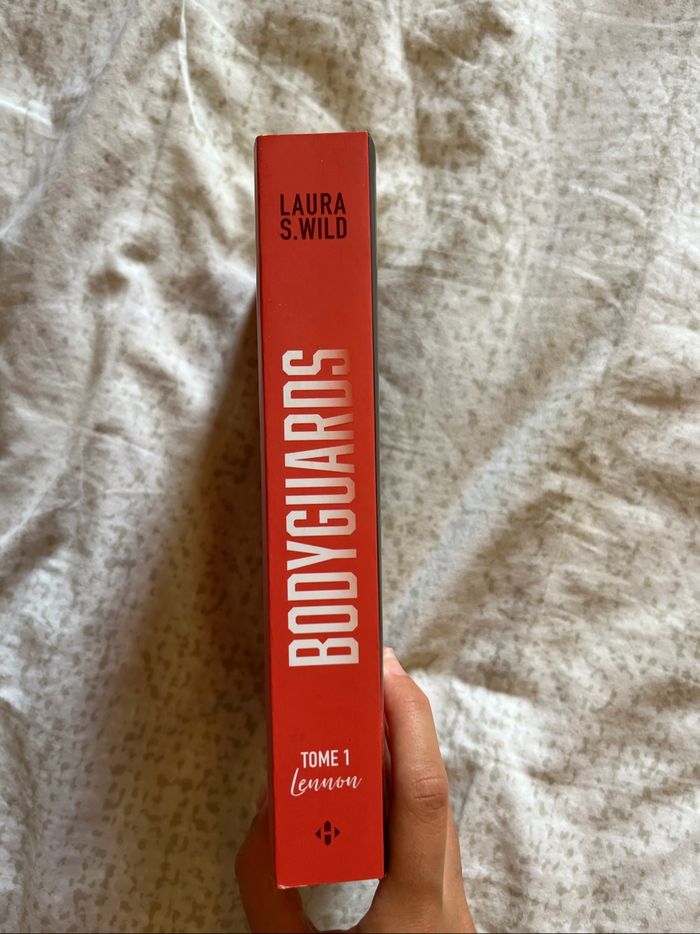 LAURA
S.WILD
BODYGUARDS
TOME 1
Lennon
H